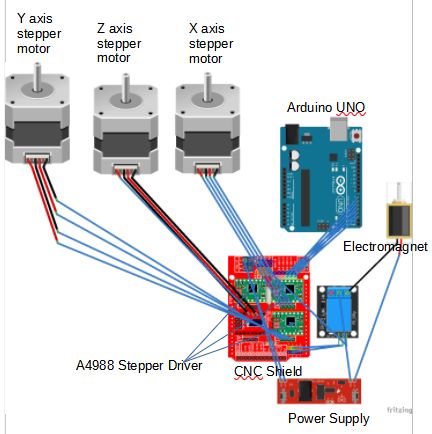 Y axis
stepper
motor
Z axis
stepper
motor
X axis
stepper
motor
Arduino UNO
UNO
Electromagnet
A4988 Stepper Driver
CNC Shield
Power Supply
fritzing